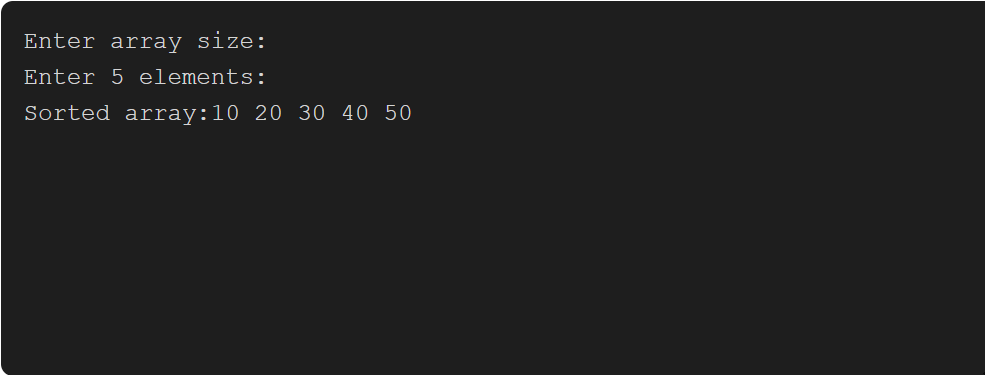 Enter array size:
Enter 5 elements:
Sorted array:10 20 30 40 50